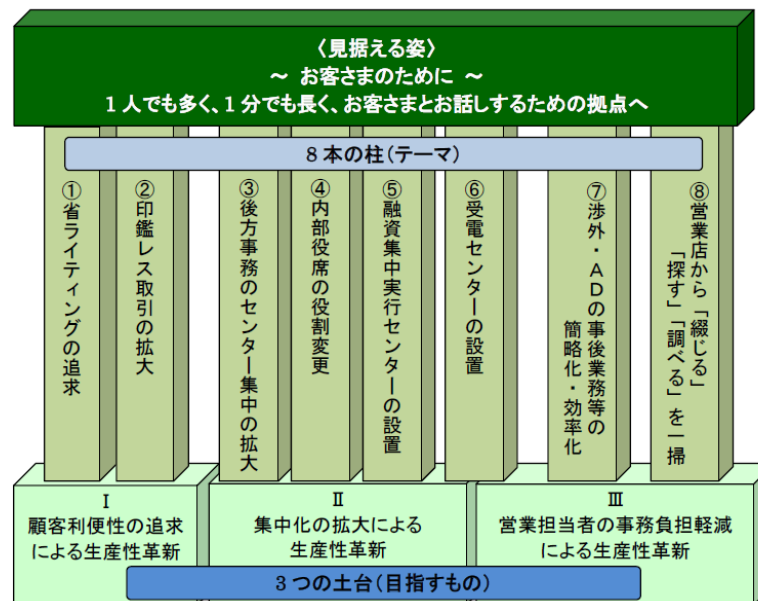 〈見据える姿〉
～ お客さまのために ～
1人でも多く、1分でも長く、お客さまとお話しするための拠点へ
8本の柱(テーマ)
①省ライティングの追求
②印鑑レス取引の拡大
③後方事務のセンター集中の拡大
④内部役席の役割変更
⑤融資集中実行センターの設置
⑥受電センターの設置
⑦渉外・ADの事後業務等の
簡略化・効率化
⑧営業店から「綴じる」
「探す」「調べる」を一掃
Ⅰ
顧客利便性の追求
による生産性革新
Ⅱ
集中化の拡大による
生産性革新
Ⅲ
営業担当者の事務負担軽減
による生産性革新
3つの土台(目指すもの)